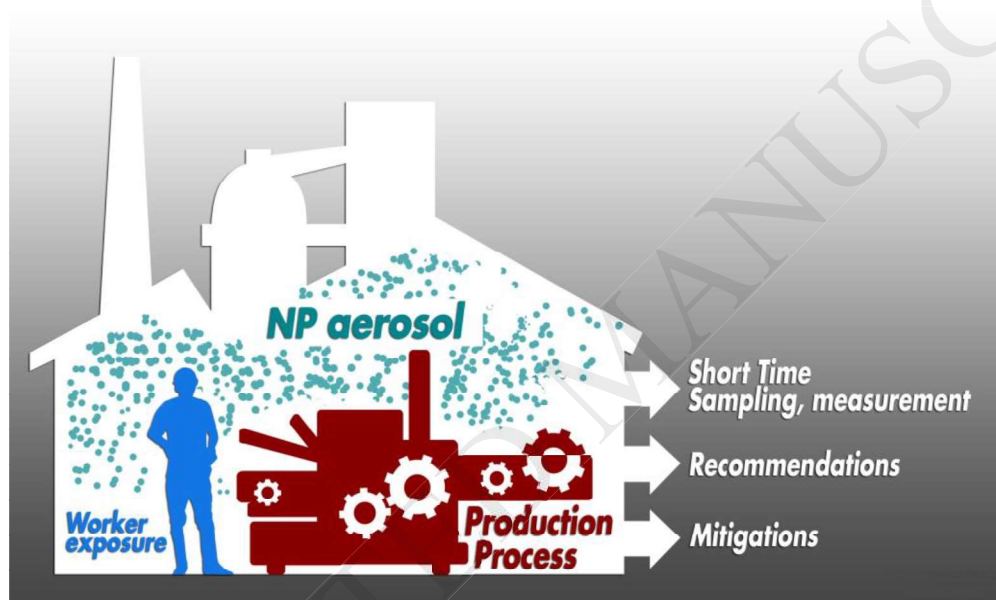 NP aerosol
Short Time
Sampling, measurement
Recommendations
Worker
exposure
Production
Process
Mitigations